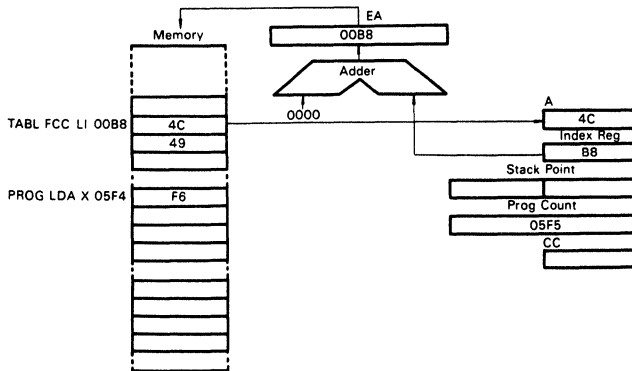 EA
Memory
00B8
Adder
A
0000
TABL FCC LI 00B8
4C
4C
49
Index Reg
B8
Stack Point
PROG LDA X 05F4
F6
Prog Count
05F5
CC